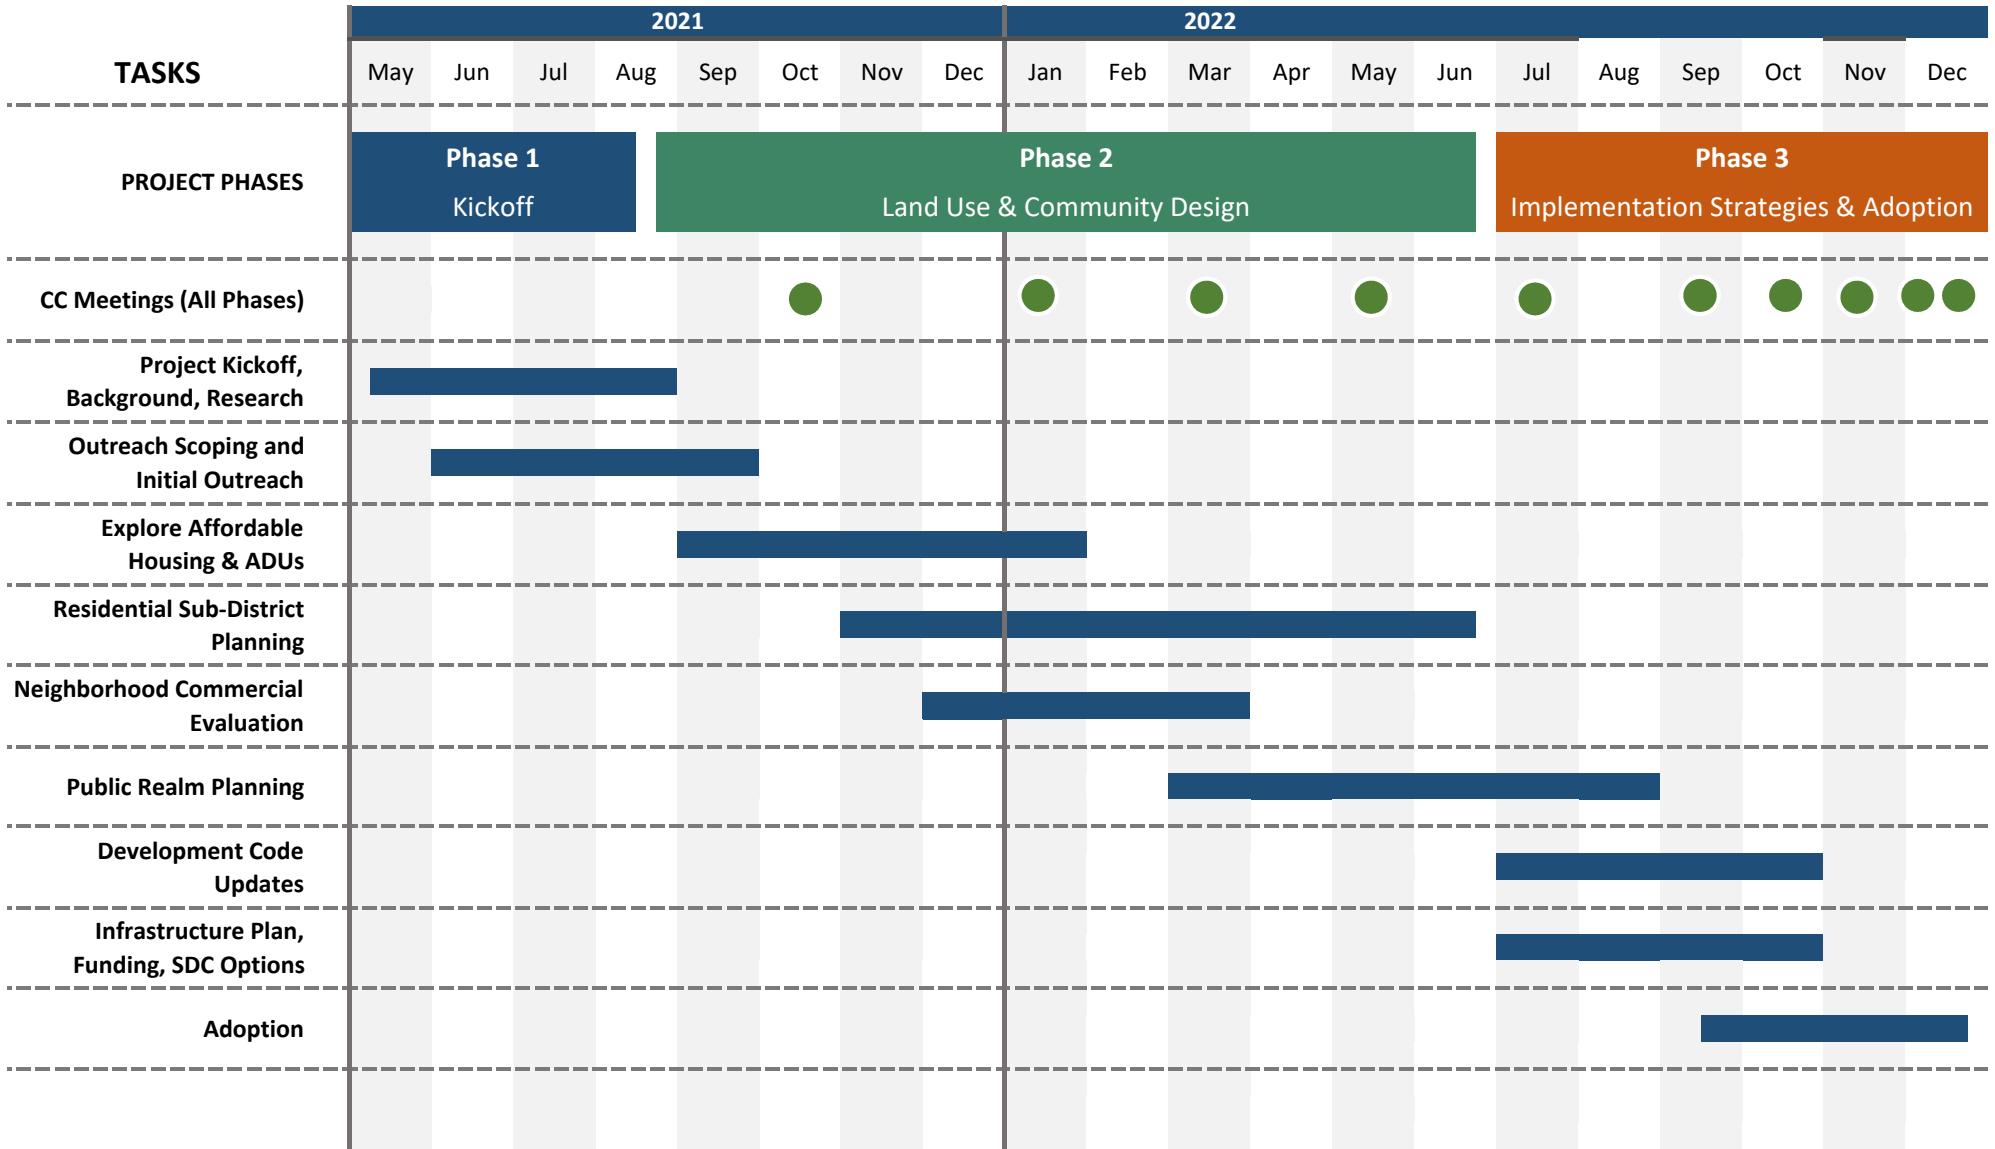 2021 2022
TASKS May Jun Jul Aug Sep Oct Nov Dec Jan Feb Mar Apr May Jun Jul Aug Sep Oct Nov Dec
PROJECT PHASES
Phase 1
Kickoff
Phase 2
Land Use & Community Design
Phase 3
Implementation Strategies & Adoption
CC Meetings (All Phases)
Project Kickoff,
Background, Research
Outreach Scoping and
Initial Outreach
Explore Affordable
Housing & ADUs
Residential Sub-District
Planning
Neighborhood Commercial
Evaluation
Public Realm Planning
Development Code
Updates
Infrastructure Plan,
Funding, SDC Options
Adoption